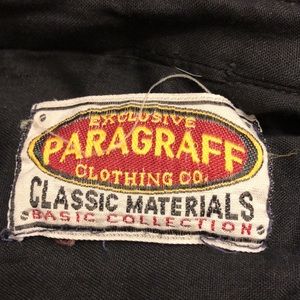 EXCLUSIVE
PARAGRAFF
CLOTHING CO.
CLASSIC MATERIALS
BASIC COLLECTION